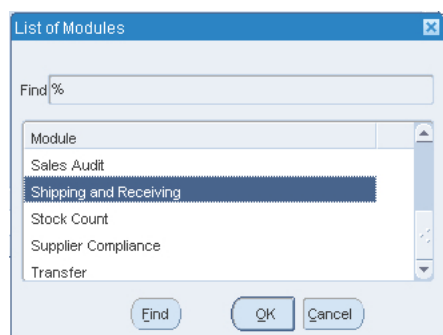 List of Modules
Find %
Module
Sales Audit
Shipping and Receiving
Stock Count
Supplier Compliance
Transfer
Find OK Cancel